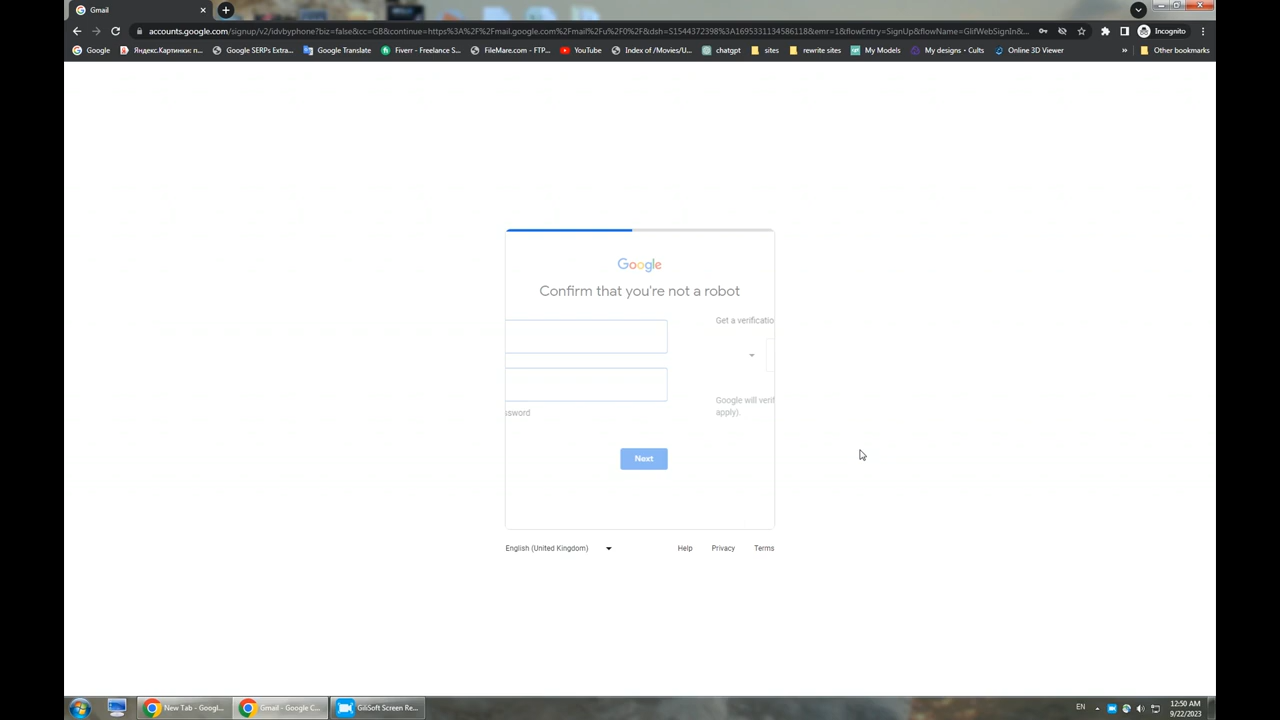 Gmail
accounts.google.com/signup/v2/idvbyphone?biz=false&cc=GB&continue=https%3A%2F%2Fmail.google.com%2Fmail%2Fu%2F0%2F&dsh=S1544372398%3A1695331134586118&emr=1&flowEntry=SignUp&flowName=GlifWebSignIn&...
Incognito
Google
Яндекс.Картинки: п...
Google SERPs Extra...
Google Translate
Fiverr - Freelance S...
FileMare.com - FTP...
YouTube
Index of /Movies/U...
chatgpt
sites
rewrite sites
My Models
My designs • Cults
Online 3D Viewer
»
Other bookmarks
Google
Confirm that you're not a robot
Get a verificatio
Google will verif
apply).
ssword
Next
English (United Kingdom)
Help
Privacy
Terms
New Tab - Googl...
Gmail - Google C...
GiliSoft Screen Re...
EN
12:50 AM
9/22/2023